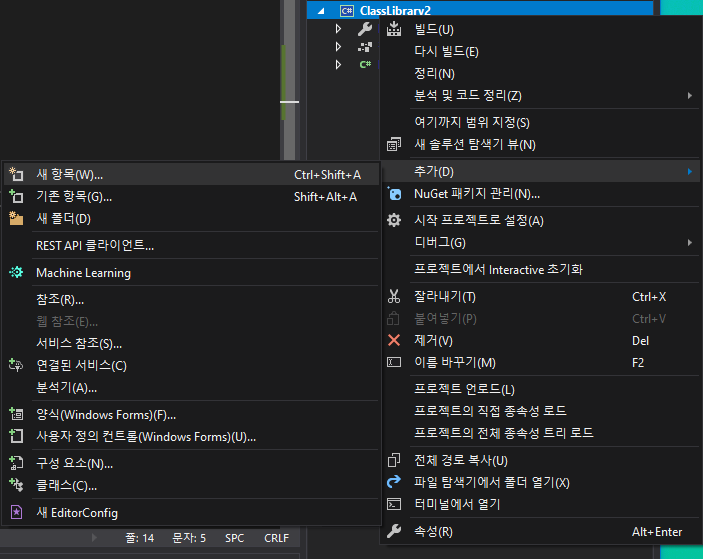 ClassLibrary2
빌드(U)
다시 빌드(E)
정리(N)
분석 및 코드 정리(Z)
여기까지 범위 지정(S)
새 솔루션 탐색기 뷰(N)
추가(D)
NuGet 패키지 관리(N)...
시작 프로젝트로 설정(A)
디버그(G)
프로젝트에서 Interactive 초기화
잘라내기(T) Ctrl+X
붙여넣기(P) Ctrl+V
제거(V) Del
이름 바꾸기(M) F2
프로젝트 언로드(L)
프로젝트의 직접 종속성 로드
프로젝트의 전체 종속성 트리 로드
전체 경로 복사(U)
파일 탐색기에서 폴더 열기(X)
터미널에서 열기
속성(R) Alt+Enter
새 항목(W)... Ctrl+Shift+A
기존 항목(G)... Shift+Alt+A
새 폴더(D)
REST API 클라이언트...
Machine Learning
참조(R)...
웹 참조(E)...
서비스 참조(S)...
연결된 서비스(C)
분석기(A)...
양식(Windows Forms)(F)...
사용자 정의 컨트롤(Windows Forms)(U)...
구성 요소(N)...
클래스(C)...
새 EditorConfig
줄: 14 문자: 5 SPC CRLF